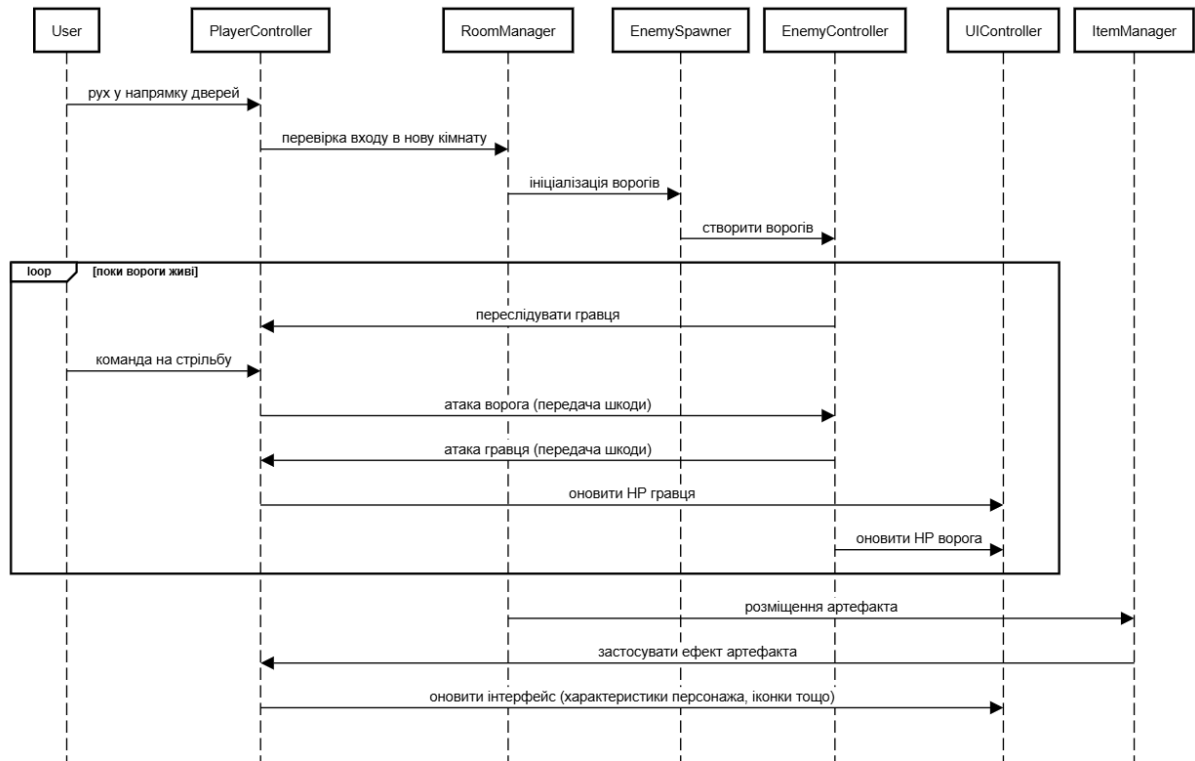 User
PlayerController
RoomManager
EnemySpawner
EnemyController
UIController
ItemManager
рух у напрямку дверей
перевірка входу в нову кімнату
ініціалізація ворогів
створити ворогів
loop
[поки вороги живі]
переслідувати гравця
команда на стрільбу
атака ворога (передача шкоди)
атака гравця (передача шкоди)
оновити HP гравця
оновити HP ворога
розміщення артефакта
застосувати ефект артефакта
оновити інтерфейс (характеристики персонажа, іконки тощо)